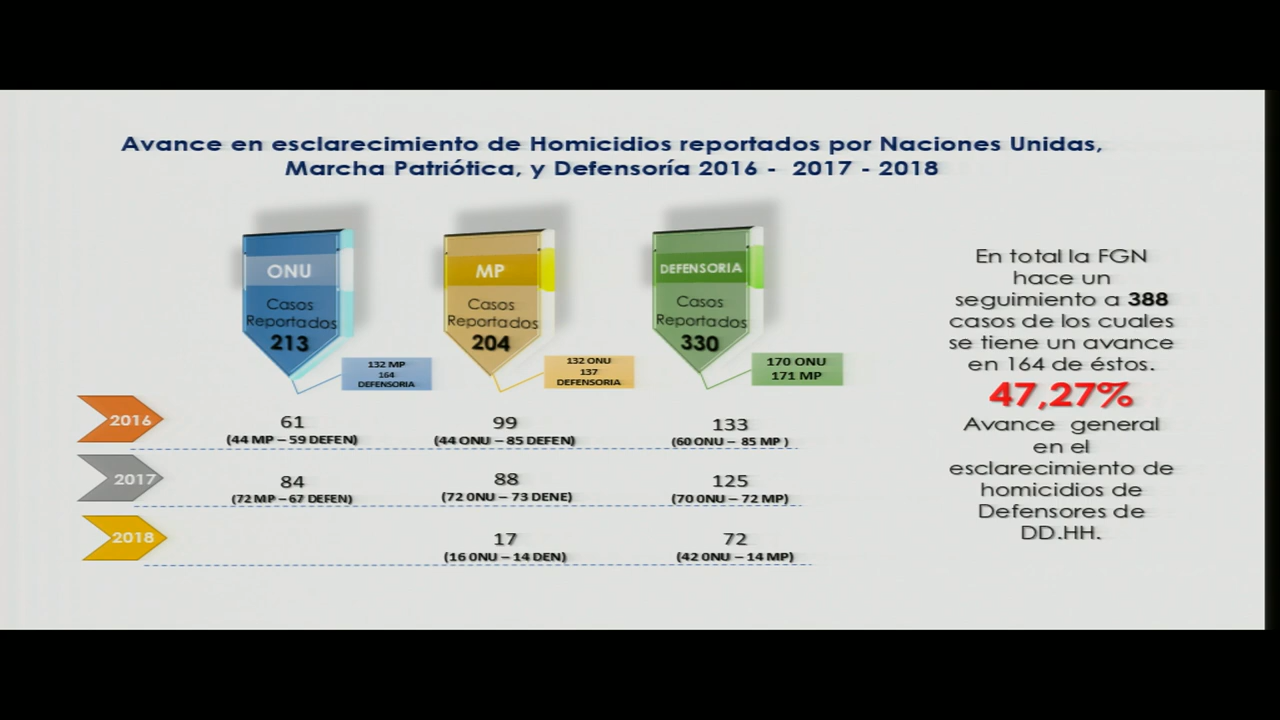 Avance en esclarecimiento de Homicidios reportados por Naciones Unidas,
Marcha Patriótica, y Defensoría 2016 - 2017 - 2018
ONU
Casos
Reportados
213
132 MP
164
DEFENSORIA
MP
Casos
Reportados
204
132 ONU
137
DEFENSORIA
DEFENSORIA
Casos
Reportados
330
170 ONU
171 MP
2016
61
(44 MP – 59 DEFEN)
99
(44 ONU – 85 DEFEN)
133
(60 ONU – 85 MP )
2017
84
(72 MP – 67 DEFEN)
88
(72 ONU – 73 DENE)
125
(70 ONU – 72 MP)
2018
17
(16 ONU – 14 DEN)
72
(42 ONU – 14 MP)
En total la FGN
hace un
seguimiento a 388
casos de los cuales
se tiene un avance
en 164 de éstos.
47,27%
Avance general
en el
esclarecimiento de
homicidios de
Defensores de
DD.HH.